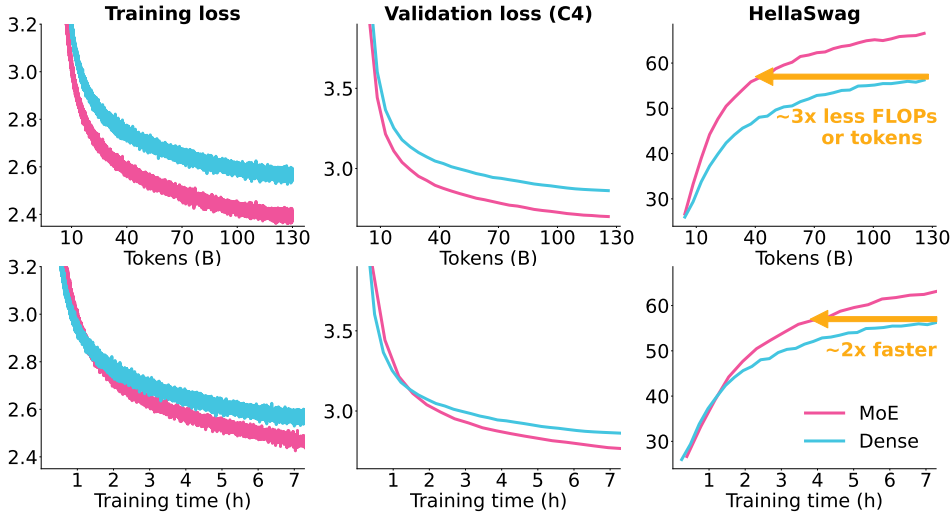 Training loss
3.2
3.0
2.8
2.6
2.4
10 40 70 100 130
Tokens (B)
Validation loss (C4)
3.5
3.0
10 40 70 100 130
Tokens (B)
HellaSwag
60
50
40
30
~3x less FLOPs
or tokens
10 40 70 100 130
Tokens (B)
3.2
3.0
2.8
2.6
2.4
1 2 3 4 5 6 7
Training time (h)
3.5
3.0
1 2 3 4 5 6 7
Training time (h)
60
50
40
30
~2x faster
MoE
Dense
1 2 3 4 5 6 7
Training time (h)